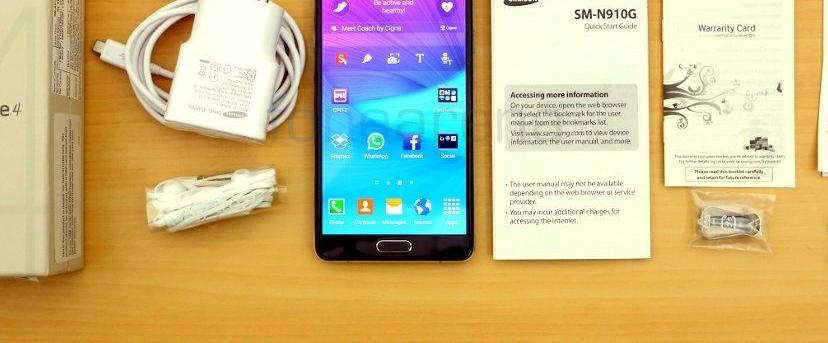 e 4
SAMSUNG
Be active and
healthy!
Meet Coach by Cigna
Cigna
T
Dropbox
WhatsApp
Facebook
Social
Phone
Contacts
Messages
Internet
Apps
SAMSUNG
SM-N910G
Quick Start Guide
Accessing more information
On your device, open the web browser
and select the bookmark for the user
manual from the bookmarks list.
Visit www.samsung.com to view device
information, the user manual, and more.
• The user manual may not be available
depending on the web browser or service
provider.
• You may incur additional charges for
accessing the Internet.
Warranty Card
Please read this booklet carefully
and retain for future reference